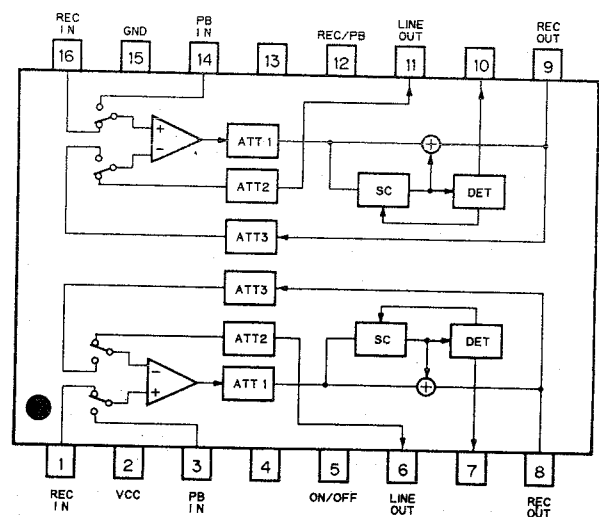 REC IN
GND
PB IN
REC/PB
LINE OUT
REC OUT
16 15 14 13 12 11 10 9
+
−
ATT 1
ATT2
SC
DET
ATT3
ATT3
ATT2
SC
DET
−
+
ATT 1
1 2 3 4 5 6 7 8
REC IN
VCC
PB IN
ON/OFF
LINE OUT
REC OUT